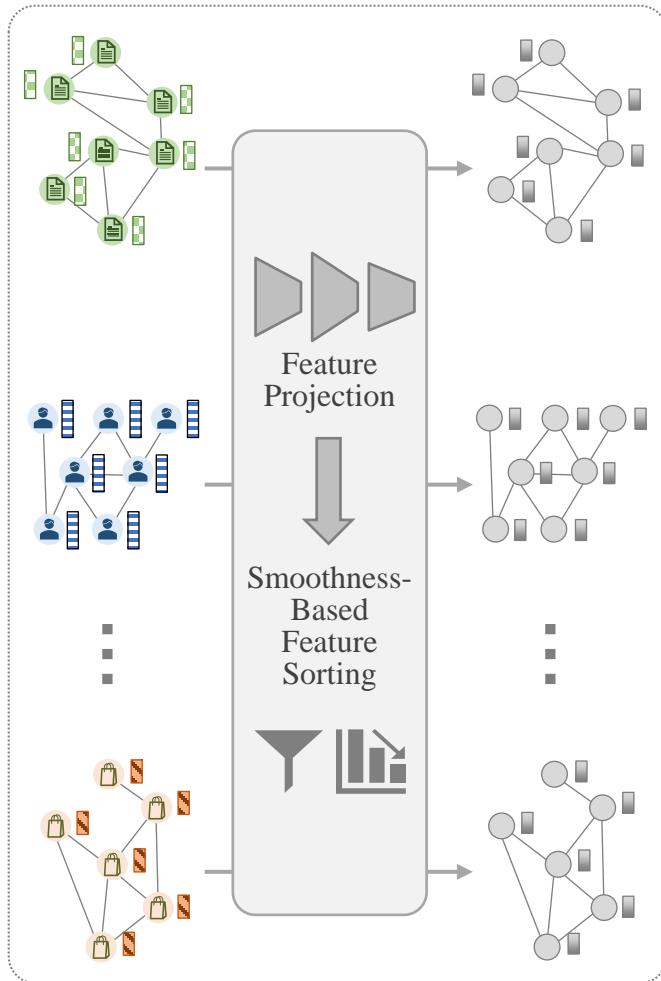 Feature
Projection
Smoothness-
Based
Feature
Sorting